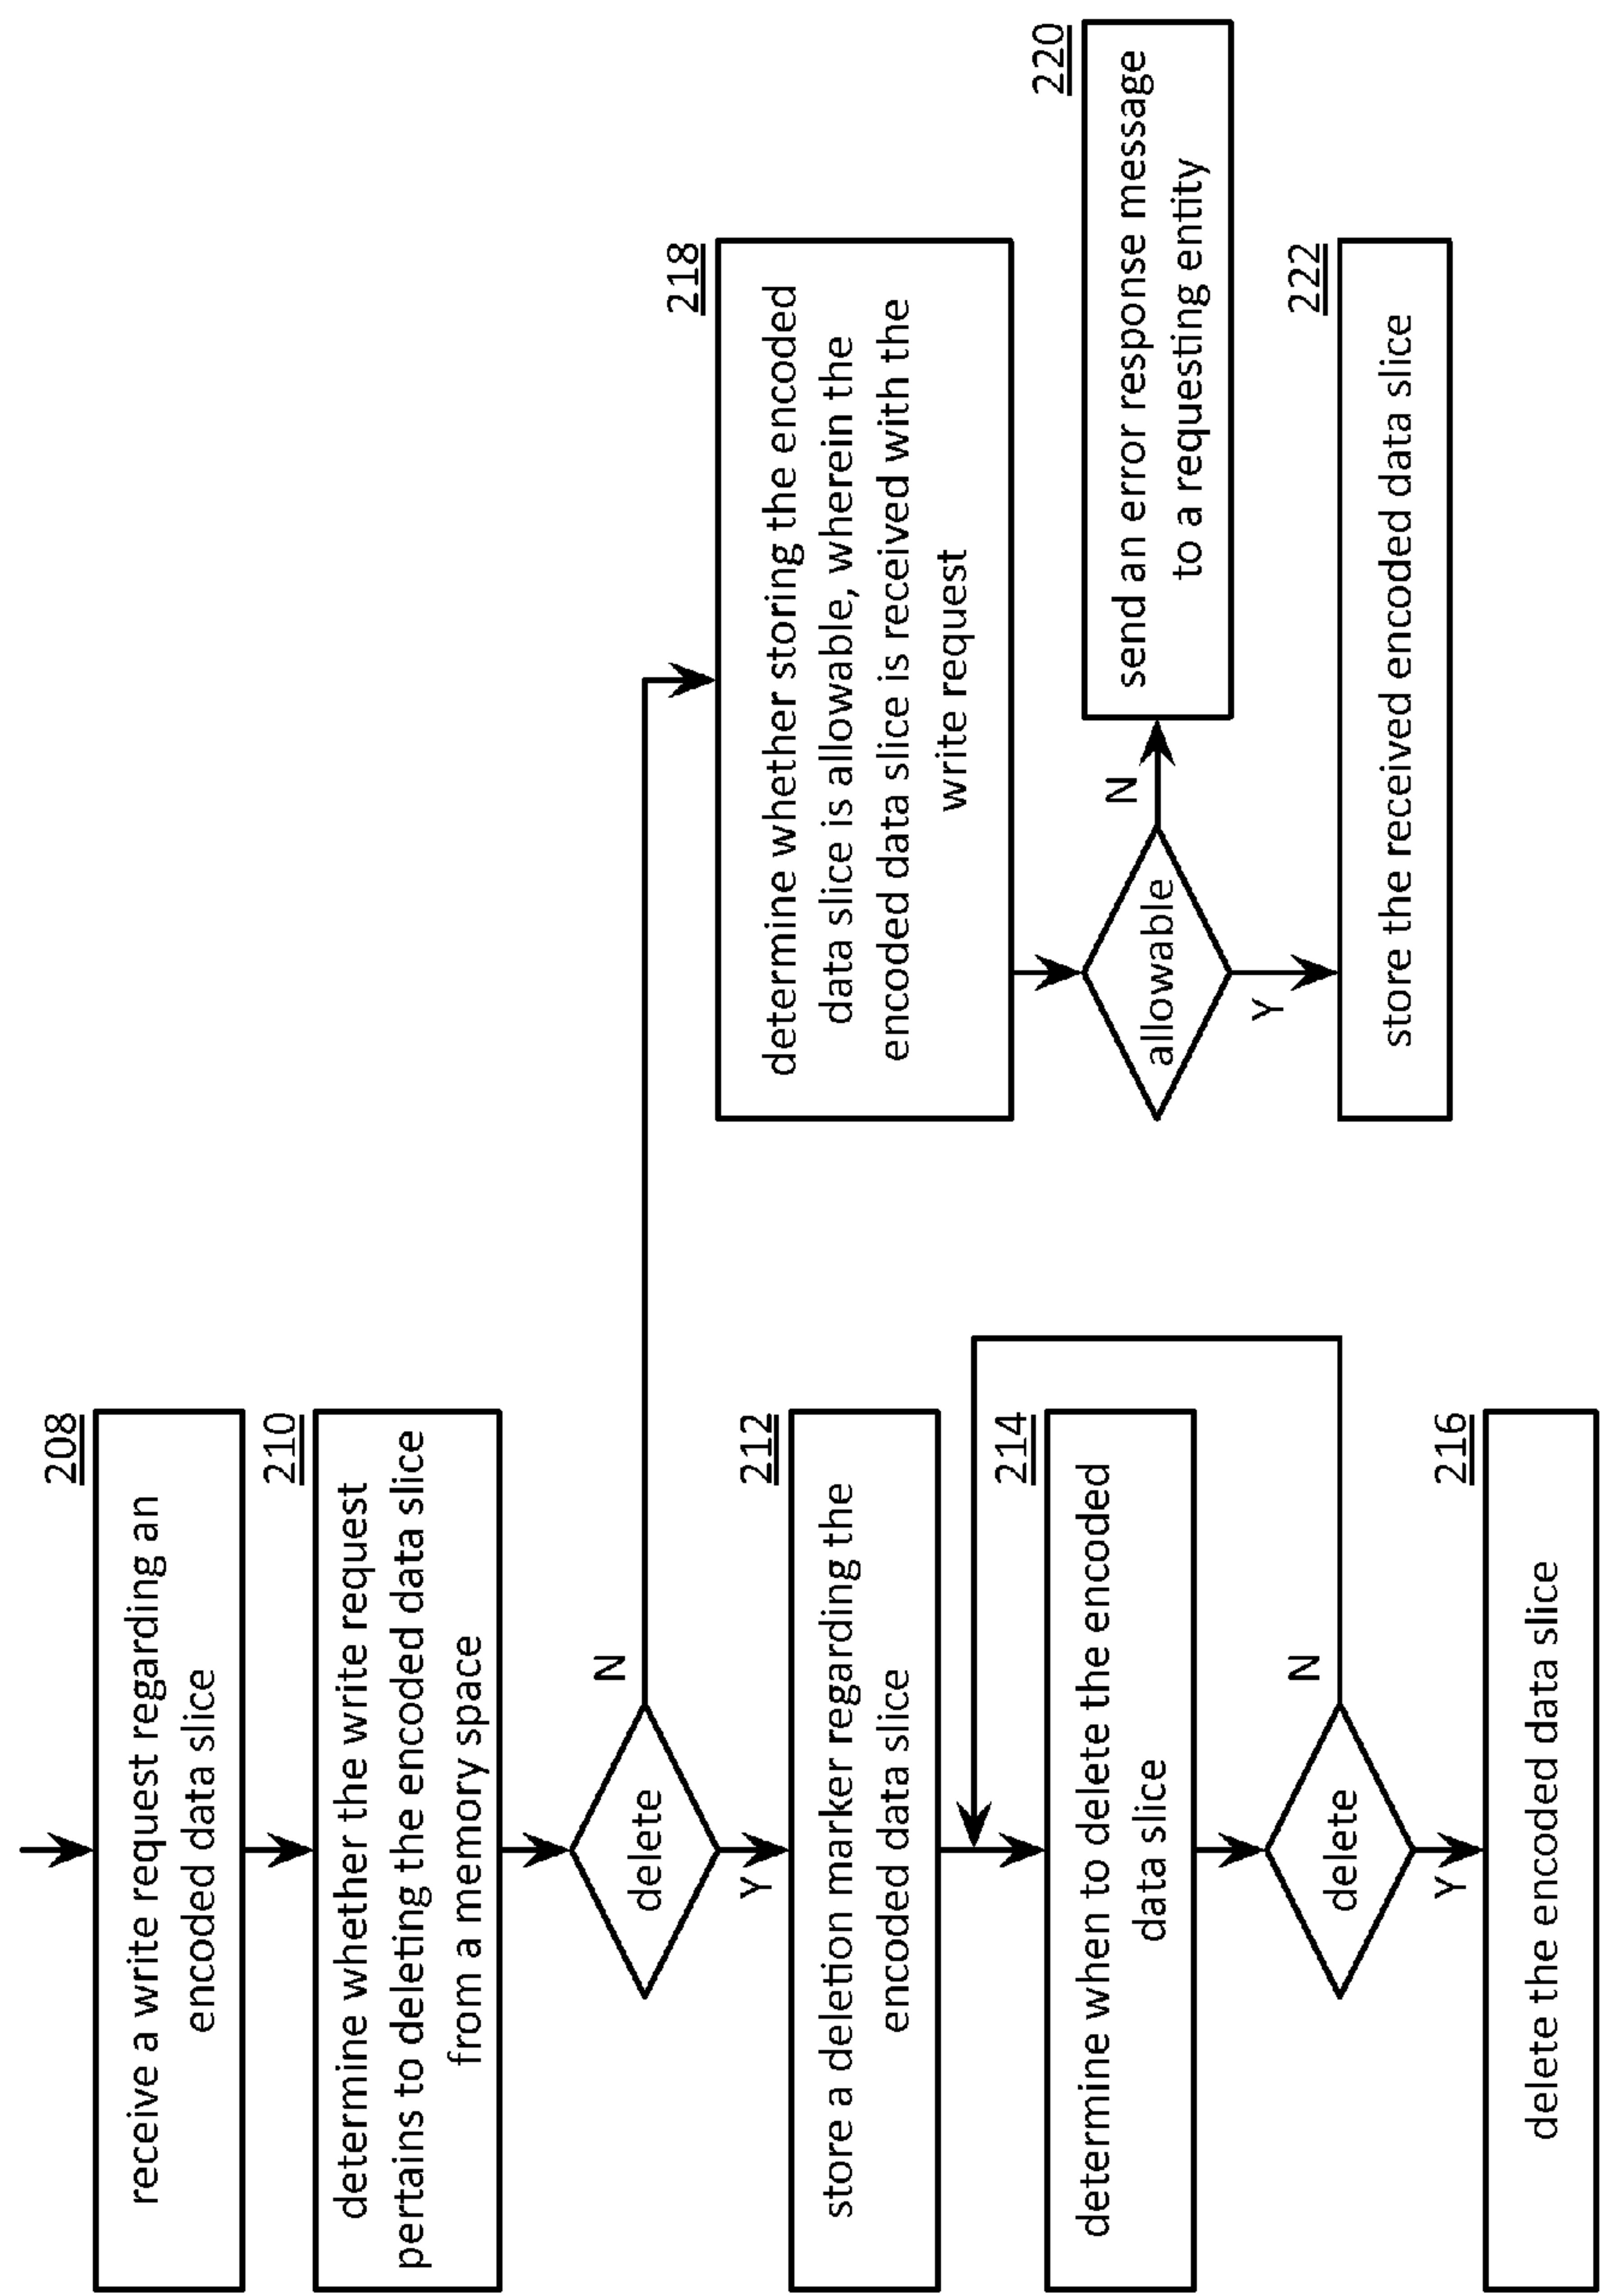 208
receive a write request regarding an
encoded data slice
210
determine whether the write request
pertains to deleting the encoded data slice
from a memory space
delete
N
Y
212
store a deletion marker regarding the
encoded data slice
214
determine when to delete the encoded
data slice
delete
N
Y
216
delete the encoded data slice
218
determine whether storing the encoded
data slice is allowable, wherein the
encoded data slice is received with the
write request
allowable
N
Y
220
send an error response message
to a requesting entity
222
store the received encoded data slice